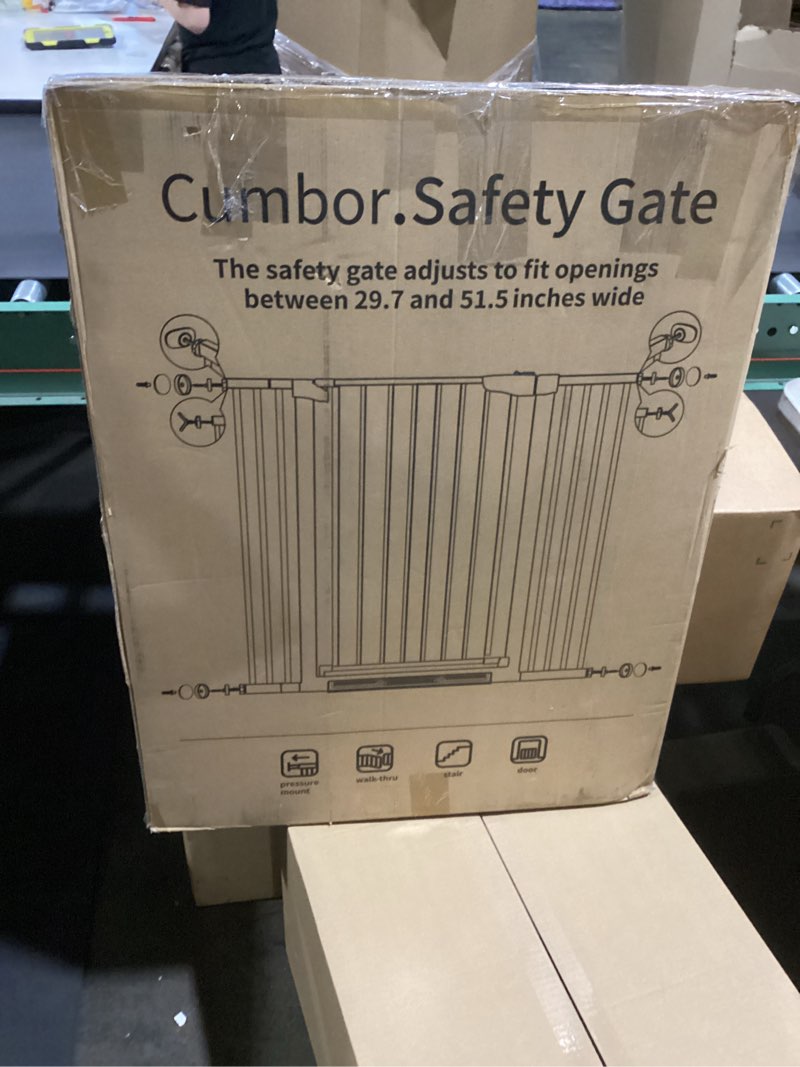 Cumbor.Safety Gate
The safety gate adjusts to fit openings
between 29.7 and 51.5 inches wide
pressure
mount
walk-thru
stair
door